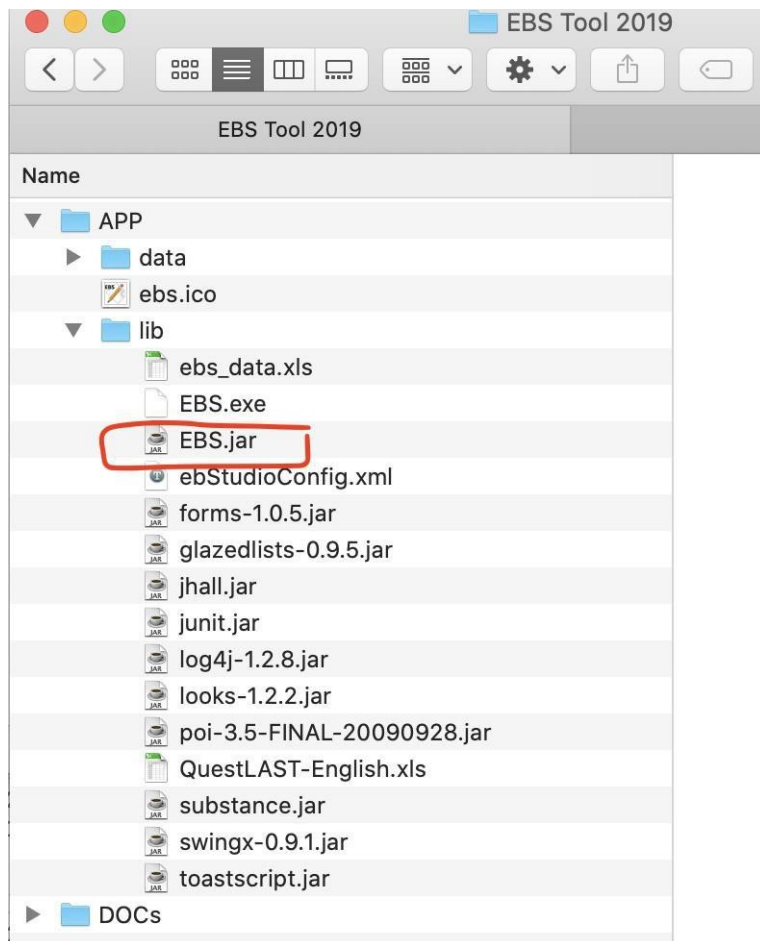 EBS Tool 2019
EBS Tool 2019
Name
APP
data
ebs.ico
lib
ebs_data.xls
EBS.exe
EBS.jar
ebStudioConfig.xml
forms-1.0.5.jar
glazedlists-0.9.5.jar
jhall.jar
junit.jar
log4j-1.2.8.jar
looks-1.2.2.jar
poi-3.5-FINAL-20090928.jar
QuestLAST-English.xls
substance.jar
swingx-0.9.1.jar
toastscript.jar
DOCs